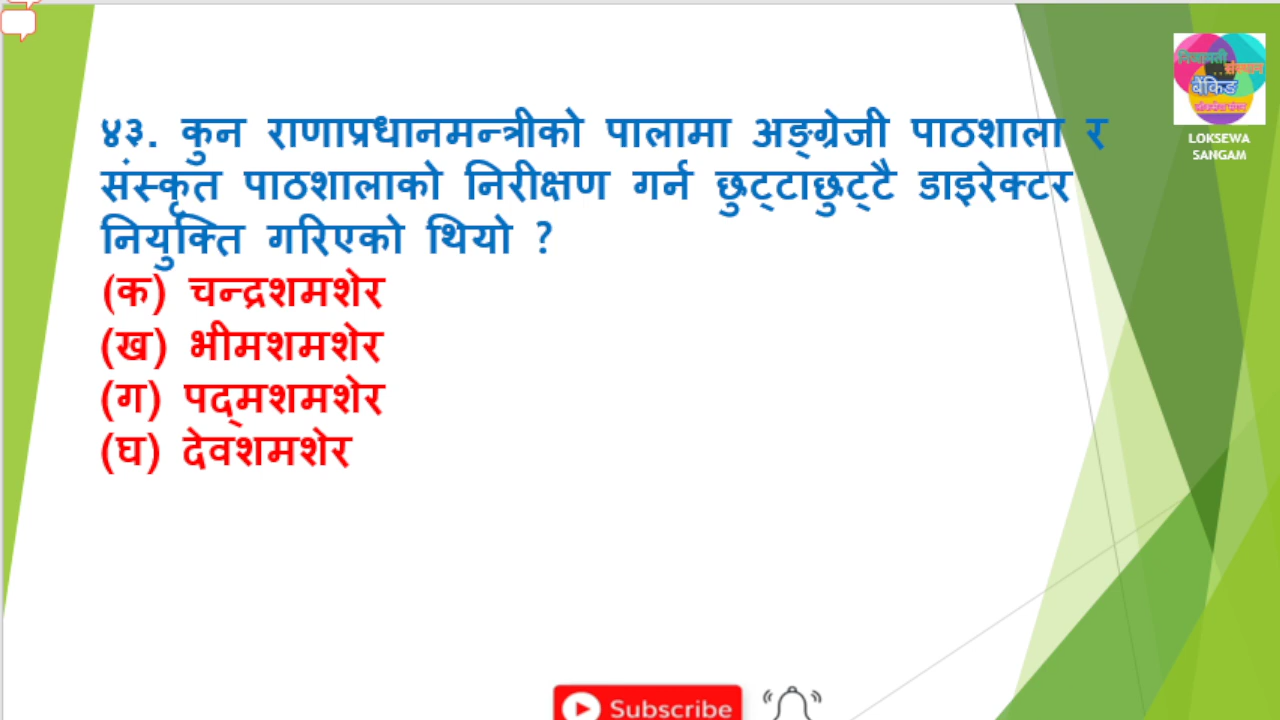 ४३. कुन राणाप्रधानमन्त्रीको पालामा अङ्ग्रेजी पाठशाला र
संस्कृत पाठशालाको निरीक्षण गर्न छुट्टाछुट्टै डाइरेक्टर
नियुक्ति गरिएको थियो ?
(क) चन्द्रशमशेर
(ख) भीमशमशेर
(ग) पद्मशमशेर
(घ) देवशमशेर
निजामती
संस्थान
बैंकिङ
LOKSEWA
SANGAM
Subscribe